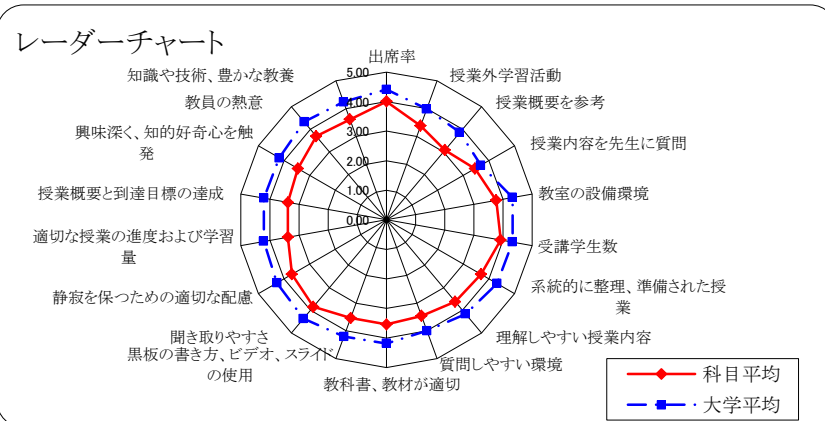 レーダーチャート
出席率
授業外学習活動
授業概要を参考
授業内容を先生に質問
教室の設備環境
受講学生数
系統的に整理、準備された授
業
理解しやすい授業内容
質問しやすい環境
教科書、教材が適切
黒板の書き方、ビデオ、スライド
の使用
聞き取りやすさ
静寂を保つための適切な配慮
適切な授業の進度および学習
量
授業概要と到達目標の達成
興味深く、知的好奇心を触
発
教員の熱意
知識や技術、豊かな教養
5.00
4.00
3.00
2.00
1.00
0.00
科目平均
大学平均